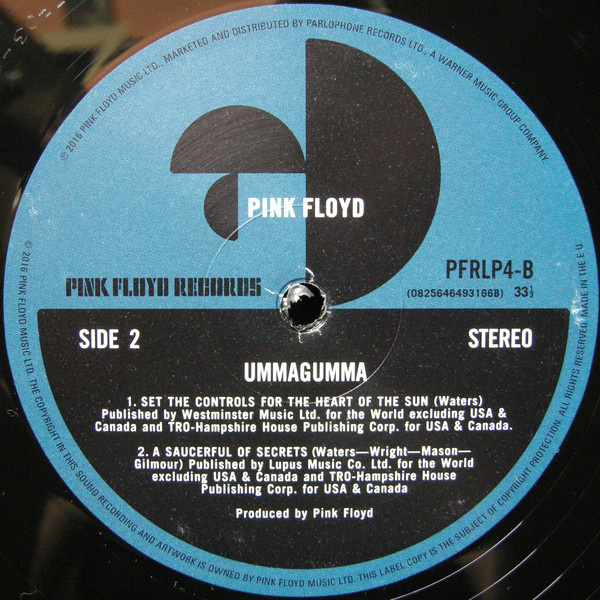 ℗ 2016 PINK FLOYD MUSIC LTD., MARKETED AND DISTRIBUTED BY PARLOPHONE RECORDS LTD., A WARNER MUSIC GROUP COMPANY.
PINK FLOYD
PINK FLOYD RECORDS
PFRLP4-B
(0825646493166B) 33⅓
SIDE 2
STEREO
UMMAGUMMA
1. SET THE CONTROLS FOR THE HEART OF THE SUN (Waters)
Published by Westminster Music Ltd. for the World excluding USA &
Canada and TRO-Hampshire House Publishing Corp. for USA & Canada.
2. A SAUCERFUL OF SECRETS (Waters—Wright—Mason—
Gilmour) Published by Lupus Music Co. Ltd. for the World
excluding USA & Canada and TRO-Hampshire House
Publishing Corp. for USA & Canada
Produced by Pink Floyd
© 2016 PINK FLOYD MUSIC LTD. THE COPYRIGHT IN THIS SOUND RECORDING AND ARTWORK IS OWNED BY PINK FLOYD MUSIC LTD. THIS LABEL COPY IS THE SUBJECT OF COPYRIGHT PROTECTION. ALL RIGHTS RESERVED. MADE IN THE E.U.